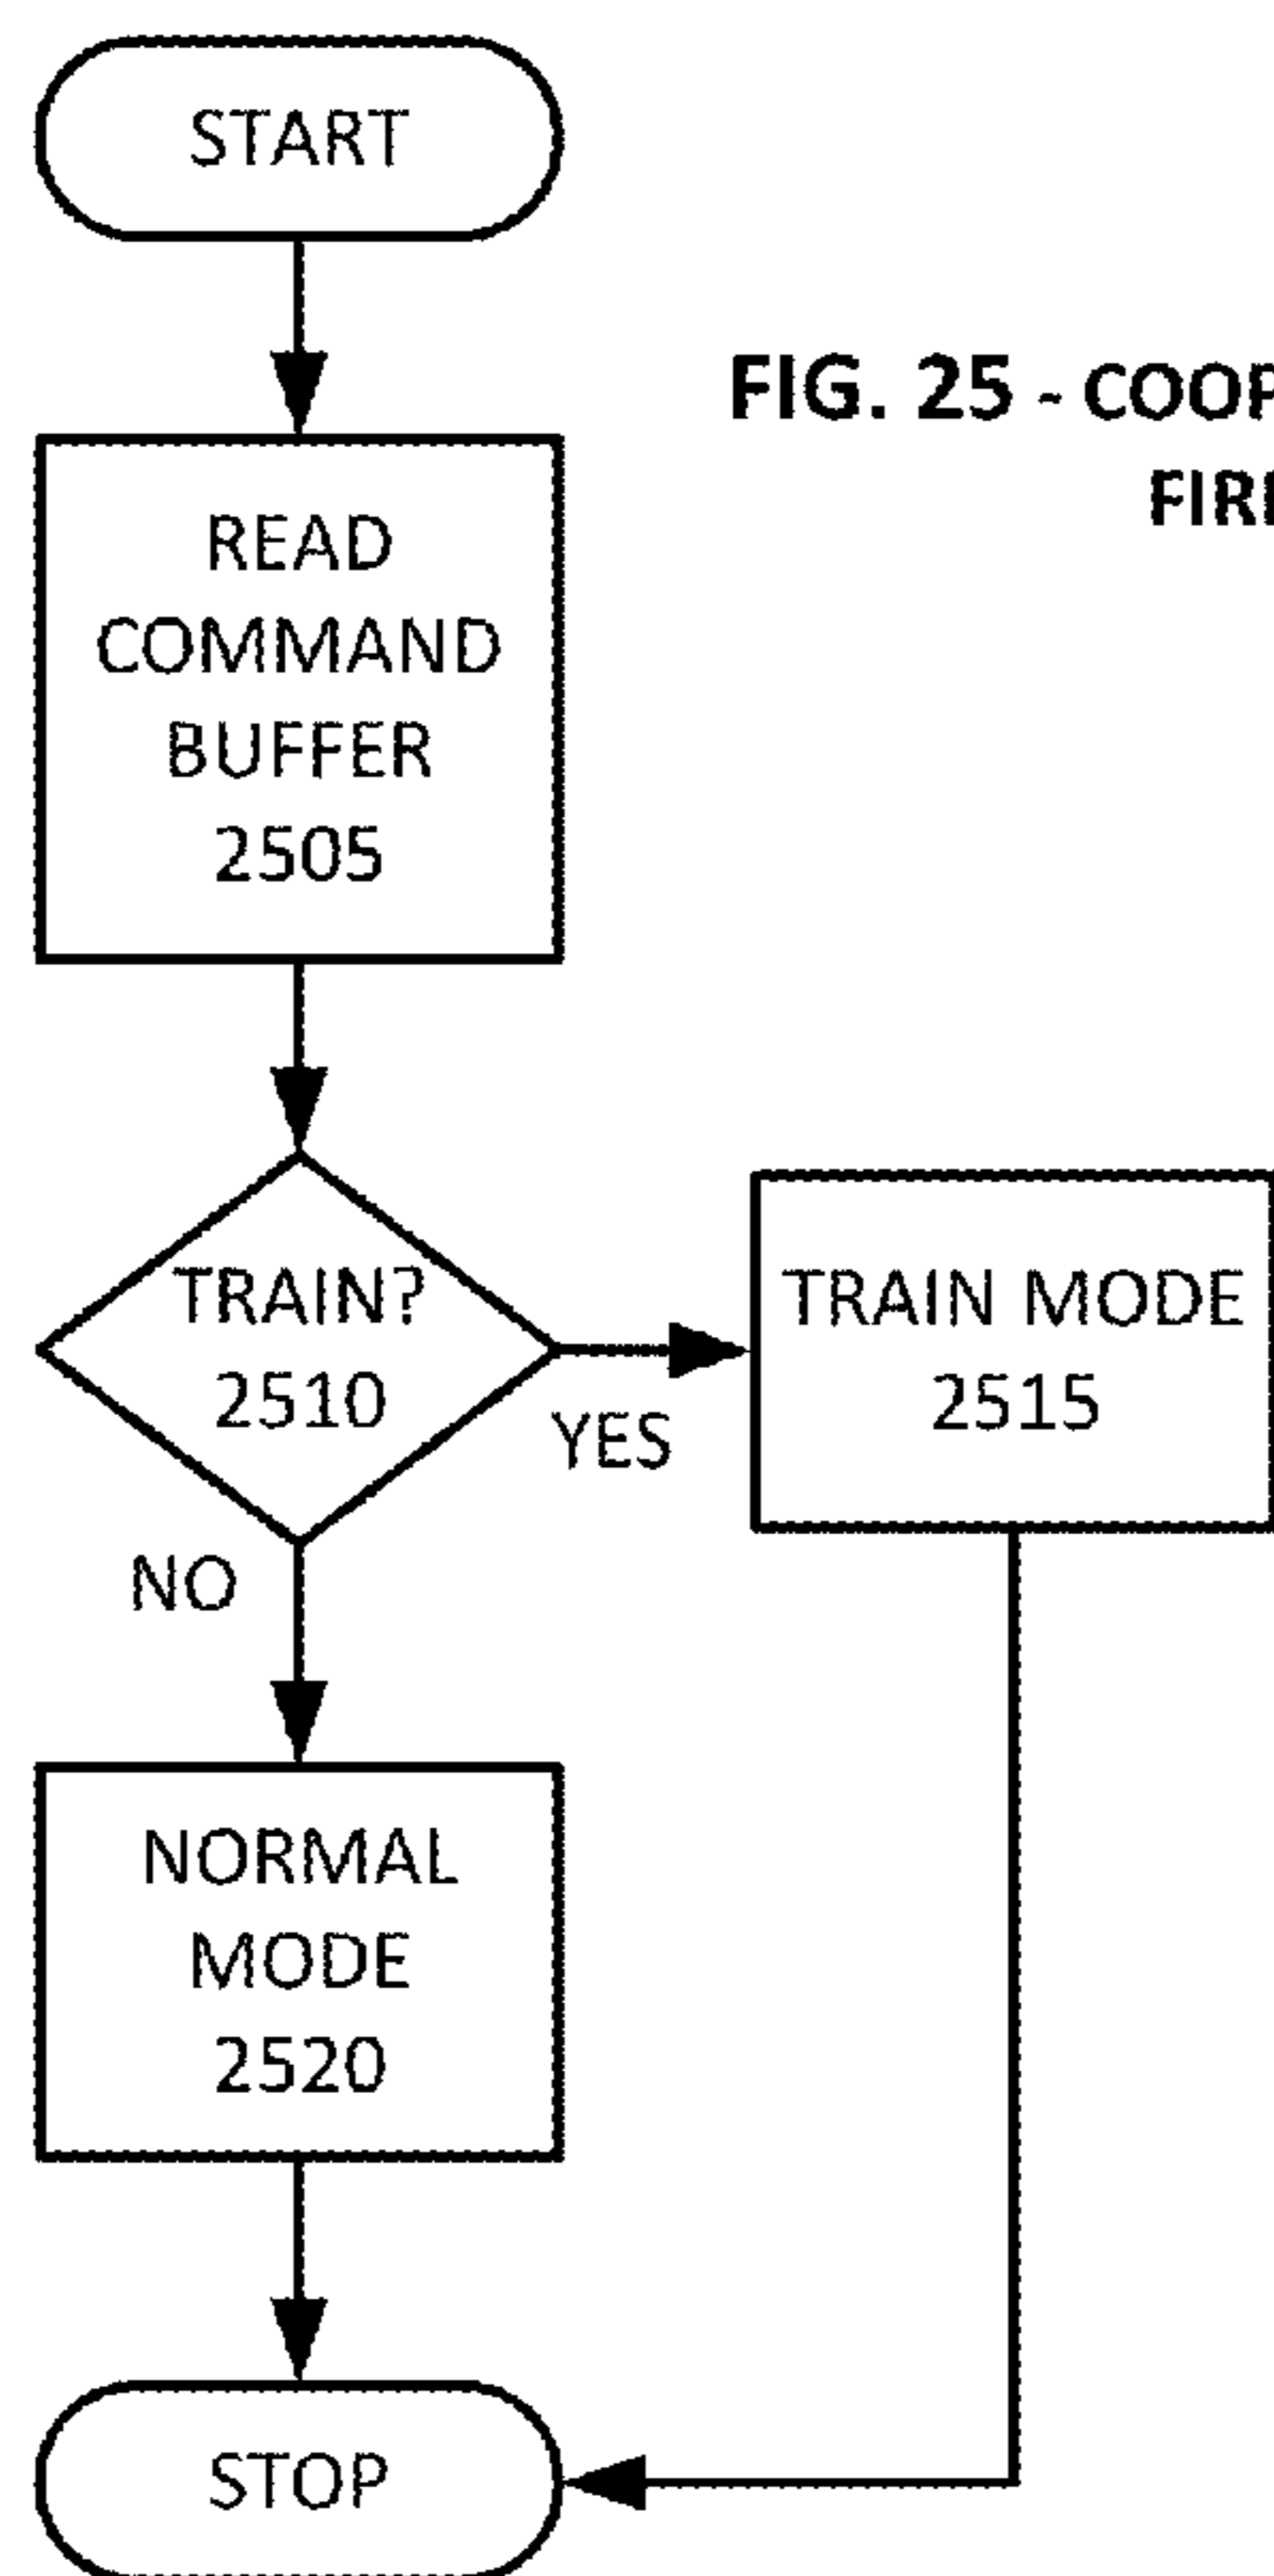 START
FIG. 25 - COOP
FIR
READ
COMMAND
BUFFER
2505
TRAIN?
2510
YES
TRAIN MODE
2515
NO
NORMAL
MODE
2520
STOP